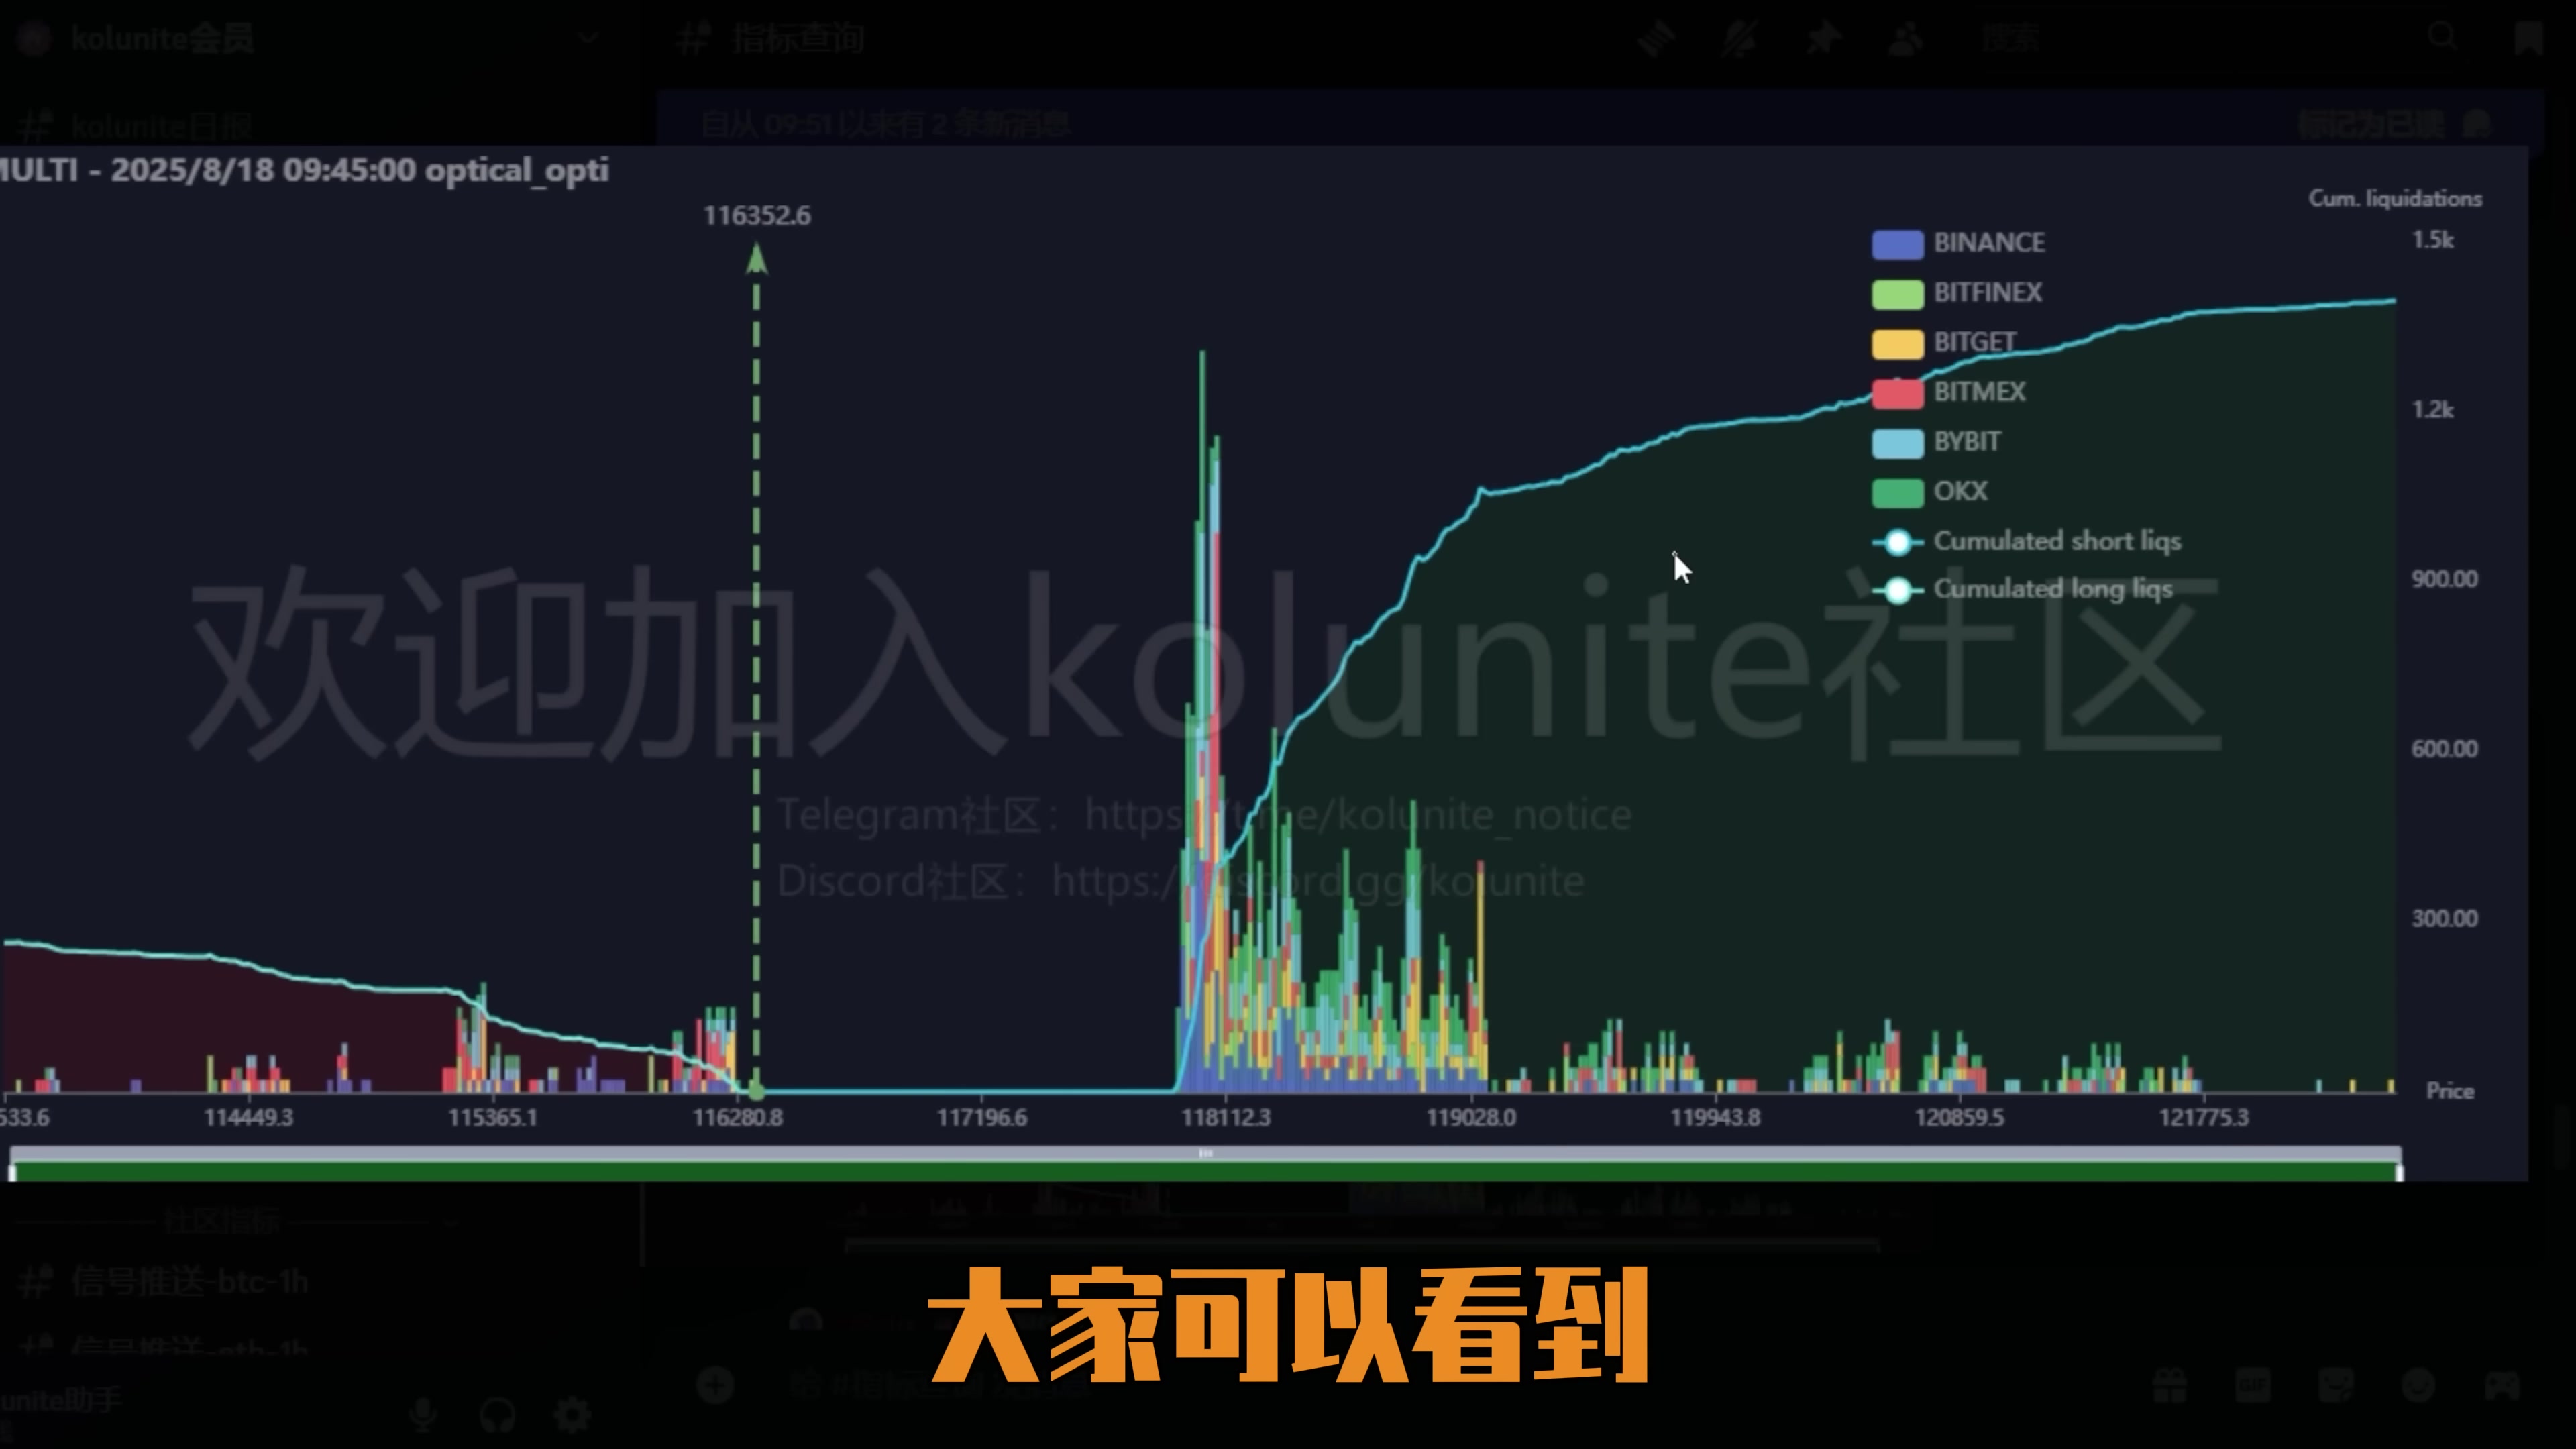 kolunite会员
指标查询
搜索
kolunite日报
自从 09:51 以来有 2 条新消息
标记为已读
MULTI - 2025/8/18 09:45:00 optical_opti
116352.6
Cum. liquidations
1.5k
BINANCE
BITFINEX
BITGET
BITMEX
1.2k
BYBIT
OKX
Cumulated short liqs
900.00
Cumulated long liqs
欢迎加入kolunite社区
600.00
Telegram社区：https://t.me/kolunite_notice
Discord社区：https://discord.gg/kolunite
300.00
Price
533.6 114449.3 115365.1 116280.8 117196.6 118112.3 119028.0 119943.8 120859.5 121775.3
社区指标
信号推送-btc-1h
信号推送-eth-1h
大家可以看到
unite助手
GIF